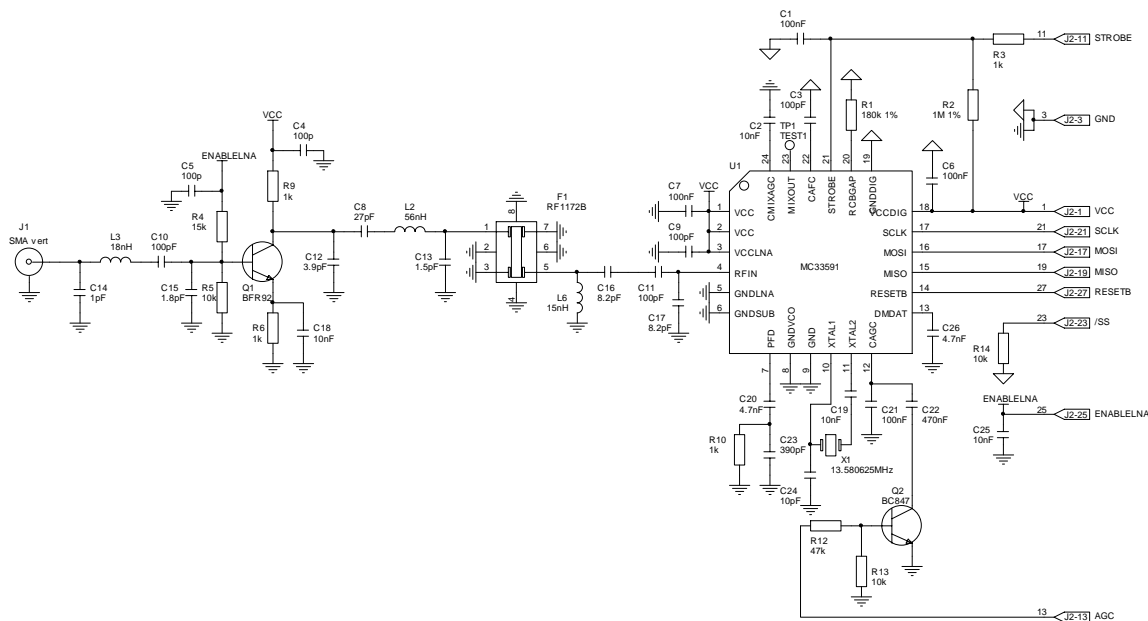 C1
100nF
11
J2-11
STROBE
R3
1k
C3
100pF
R1
180k 1%
R2
1M 1%
C2
10nF
TP1
TEST1
3
J2-3
GND
VCC
C4
100p
ENABLELNA
C5
100p
R9
1k
R4
15k
C8
27pF
L2
56nH
F1
RF1172B
C7
100nF
VCC
U1
C6
100nF
VCC
24
23
22
21
20
19
CMIXAGC
MIXOUT
CAFC
STROBE
RCBGAP
GNDDIG
1
VCC
2
VCC
3
VCCLNA
4
RFIN
5
GNDLNA
6
GNDSUB
MC33591
VCCDIG
18
SCLK
17
MOSI
16
MISO
15
RESETB
14
DMDAT
13
PFD
GNDVCO
GND
XTAL1
XTAL2
CAGC
7
8
9
10
11
12
1
J2-1
VCC
21
J2-21
SCLK
17
J2-17
MOSI
19
J2-19
MISO
27
J2-27
RESETB
23
J2-23
/SS
J1
SMA vert
L3
18nH
C10
100pF
C14
1pF
C15
1.8pF
R5
10k
Q1
BFR92
R6
1k
C18
10nF
C12
3.9pF
C13
1.5pF
8
1
2
3
7
6
5
4
C9
100pF
L6
15nH
C16
8.2pF
C11
100pF
C17
8.2pF
C26
4.7nF
R14
10k
ENABLELNA
25
J2-25
ENABLELNA
C25
10nF
C20
4.7nF
R10
1k
C23
390pF
C19
10nF
C21
100nF
C22
470nF
X1
13.580625MHz
C24
10pF
Q2
BC847
R12
47k
R13
10k
13
J2-13
AGC